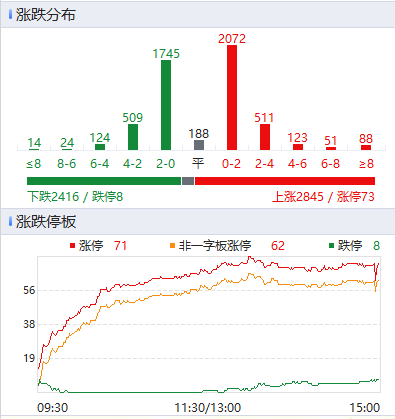 涨跌分布
14 24 124 509 1745 188 2072 511 123 51 88
≤8 8-6 6-4 4-2 2-0 平 0-2 2-4 4-6 6-8 ≥8
下跌2416 / 跌停8 上涨2845 / 涨停73
涨跌停板
涨停 71 非一字板涨停 62 跌停 8
56
38
19
09:30 11:30/13:00 15:00